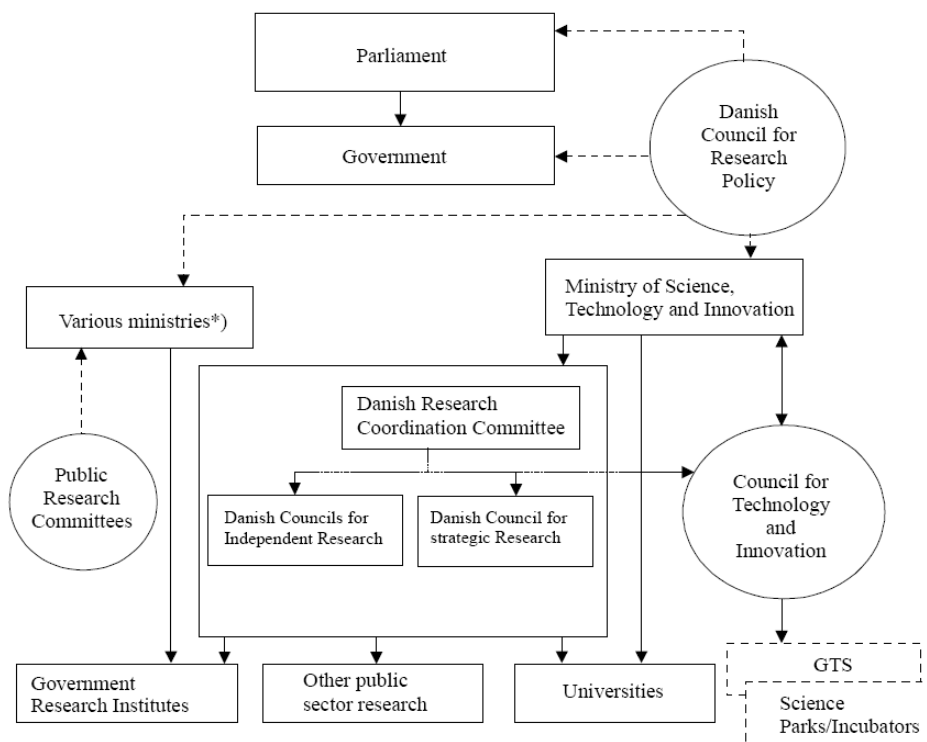 Parliament
Danish
Council for
Research
Policy
Government
Ministry of Science,
Technology and Innovation
Various ministries*)
Danish Research
Coordination Committee
Public
Research
Committees
Council for
Technology
and
Innovation
Danish Councils for
Independent Research
Danish Council for
strategic Research
GTS
Government
Research Institutes
Other public
sector research
Universities
Science
Parks/Incubators